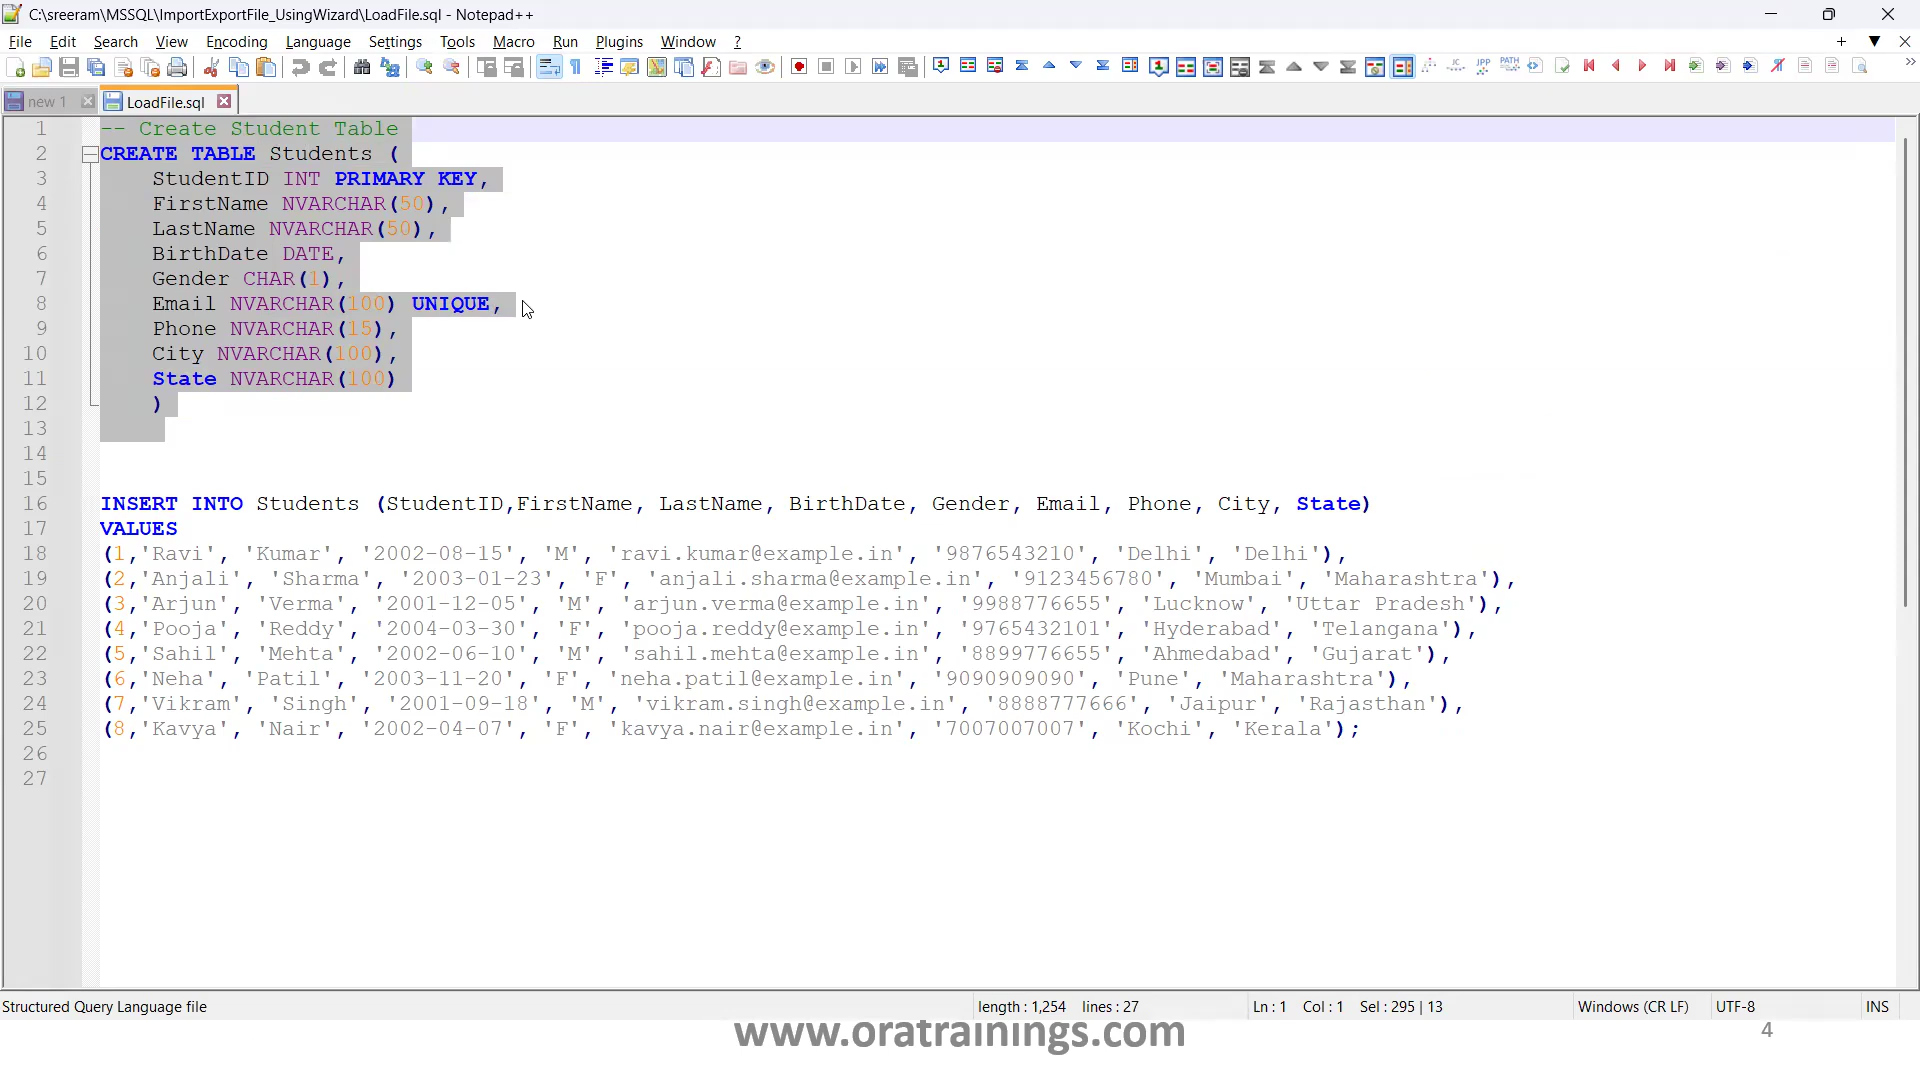 C:\sreeram\MSSQL\ImportExportFile_UsingWizard\LoadFile.sql - Notepad++
File Edit Search View Encoding Language Settings Tools Macro Run Plugins Window ?
new 1 LoadFile.sql
1 -- Create Student Table
2 CREATE TABLE Students (
3 StudentID INT PRIMARY KEY,
4 FirstName NVARCHAR(50),
5 LastName NVARCHAR(50),
6 BirthDate DATE,
7 Gender CHAR(1),
8 Email NVARCHAR(100) UNIQUE,
9 Phone NVARCHAR(15),
10 City NVARCHAR(100),
11 State NVARCHAR(100)
12 )
13
14
15
16 INSERT INTO Students (StudentID,FirstName, LastName, BirthDate, Gender, Email, Phone, City, State)
17 VALUES
18 (1,'Ravi', 'Kumar', '2002-08-15', 'M', 'ravi.kumar@example.in', '9876543210', 'Delhi', 'Delhi'),
19 (2,'Anjali', 'Sharma', '2003-01-23', 'F', 'anjali.sharma@example.in', '9123456780', 'Mumbai', 'Maharashtra'),
20 (3,'Arjun', 'Verma', '2001-12-05', 'M', 'arjun.verma@example.in', '9988776655', 'Lucknow', 'Uttar Pradesh'),
21 (4,'Pooja', 'Reddy', '2004-03-30', 'F', 'pooja.reddy@example.in', '9765432101', 'Hyderabad', 'Telangana'),
22 (5,'Sahil', 'Mehta', '2002-06-10', 'M', 'sahil.mehta@example.in', '8899776655', 'Ahmedabad', 'Gujarat'),
23 (6,'Neha', 'Patil', '2003-11-20', 'F', 'neha.patil@example.in', '9090909090', 'Pune', 'Maharashtra'),
24 (7,'Vikram', 'Singh', '2001-09-18', 'M', 'vikram.singh@example.in', '8888777666', 'Jaipur', 'Rajasthan'),
25 (8,'Kavya', 'Nair', '2002-04-07', 'F', 'kavya.nair@example.in', '7007007007', 'Kochi', 'Kerala');
26
27
Structured Query Language file length : 1,254 lines : 27 Ln : 1 Col : 1 Sel : 295 | 13 Windows (CR LF) UTF-8 INS
www.oratrainings.com 4